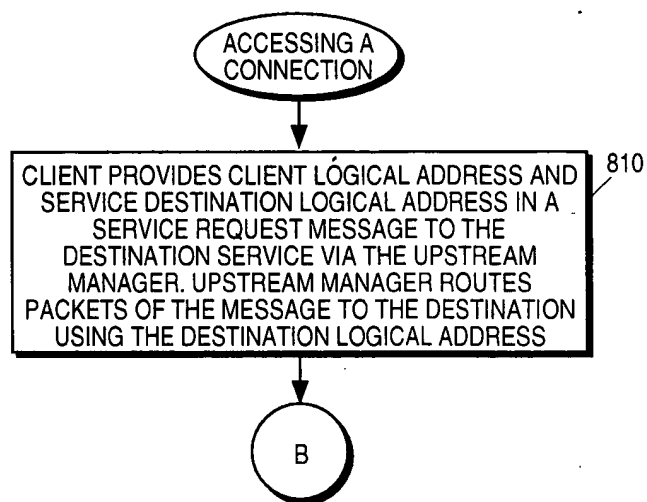 ACCESSING A
CONNECTION
810
CLIENT PROVIDES CLIENT LOGICAL ADDRESS AND
SERVICE DESTINATION LOGICAL ADDRESS IN A
SERVICE REQUEST MESSAGE TO THE
DESTINATION SERVICE VIA THE UPSTREAM
MANAGER. UPSTREAM MANAGER ROUTES
PACKETS OF THE MESSAGE TO THE DESTINATION
USING THE DESTINATION LOGICAL ADDRESS
B